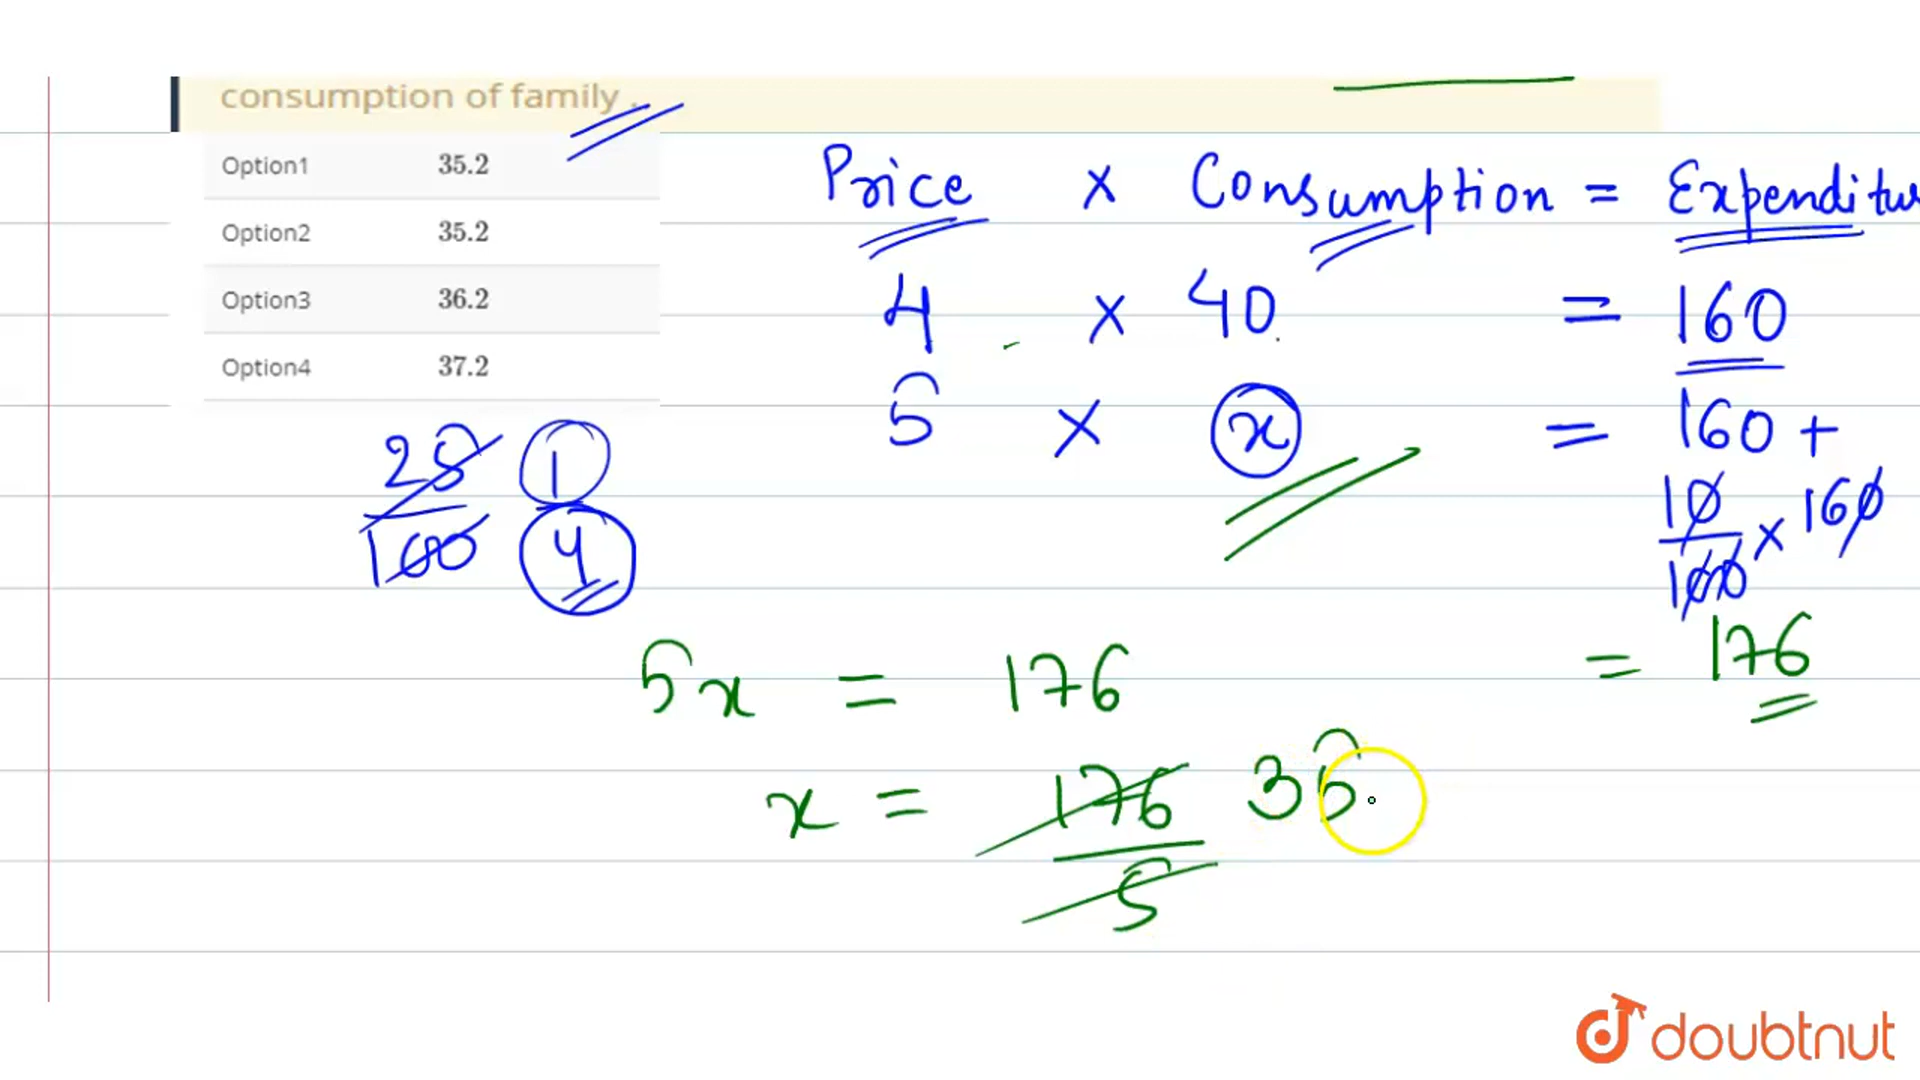 consumption of family .
Option1 35.2
Option2 35.2
Option3 36.2
Option4 37.2
Price x Consumption = Expenditu
4 x 40 = 160
5 x x = 160 +
10/100 x 160
= 176
25/100 1/4
5x = 176
x = 176/5 35.
doubtnut